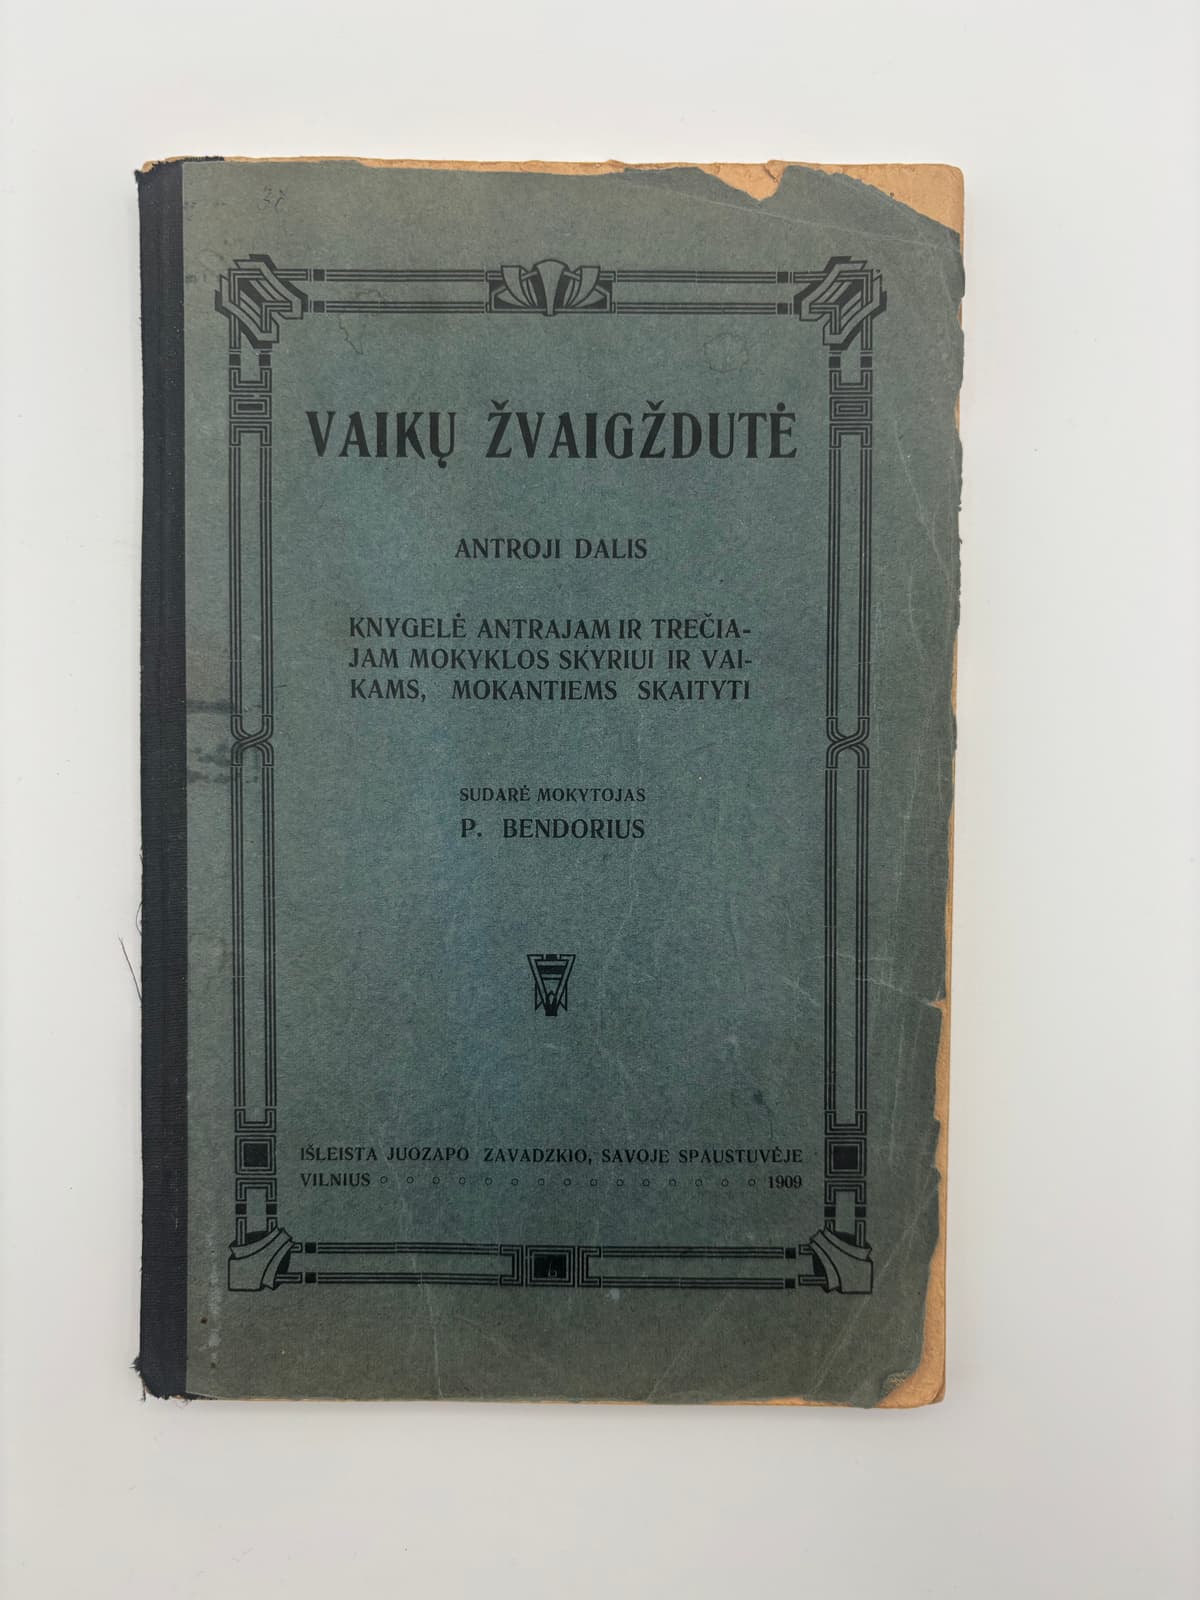 VAIKŲ ŽVAIGŽDUTĖ
ANTROJI DALIS
KNYGELĖ ANTRAJAM IR TREČIA-
JAM MOKYKLOS SKYRIUI IR VAI-
KAMS, MOKANTIEMS SKAITYTI
SUDARĖ MOKYTOJAS
P. BENDORIUS
IŠLEISTA JUOZAPO ZAVADZKIO, SAVOJE SPAUSTUVĖJE
VILNIUS 1909